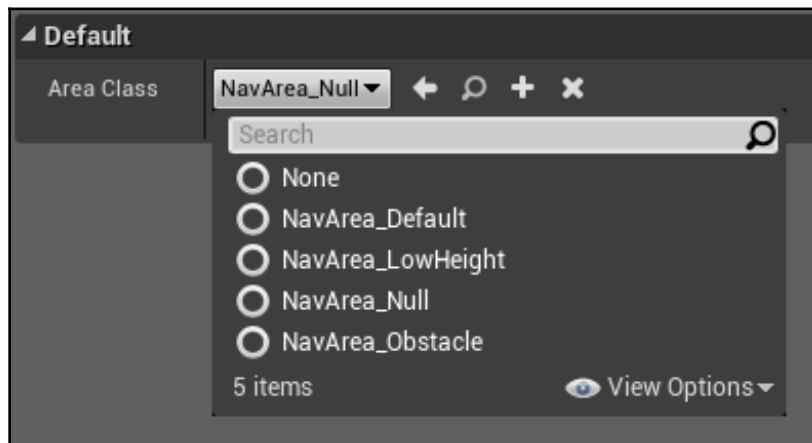 Default
Area Class NavArea_Null
Search
None
NavArea_Default
NavArea_LowHeight
NavArea_Null
NavArea_Obstacle
5 items View Options